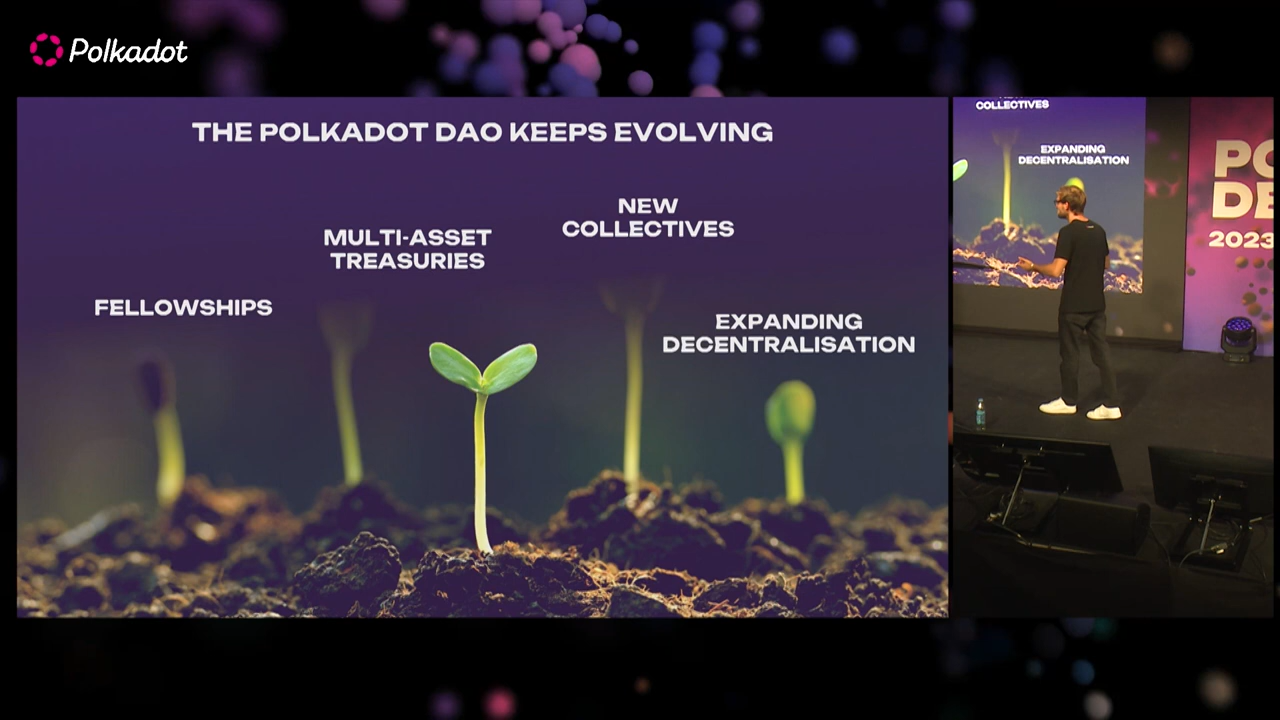 Polkadot
THE POLKADOT DAO KEEPS EVOLVING
NEW
COLLECTIVES
MULTI-ASSET
TREASURIES
FELLOWSHIPS
EXPANDING
DECENTRALISATION
COLLECTIVES
EXPANDING
DECENTRALISATION
PO
DE
2023